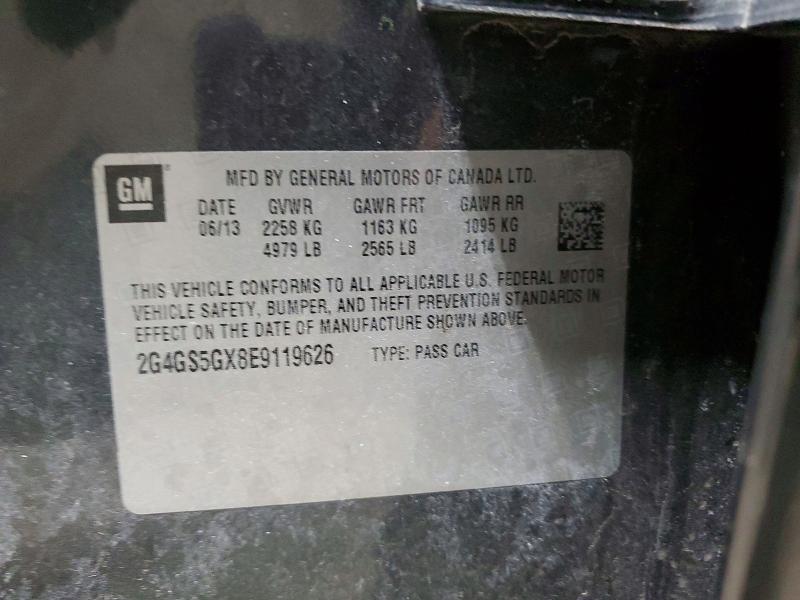 GM
MFD BY GENERAL MOTORS OF CANADA LTD.
DATE GVWR GAWR FRT GAWR RR
06/13 2258 KG 1163 KG 1095 KG
4979 LB 2565 LB 2414 LB
THIS VEHICLE CONFORMS TO ALL APPLICABLE U.S. FEDERAL MOTOR
VEHICLE SAFETY, BUMPER, AND THEFT PREVENTION STANDARDS IN
EFFECT ON THE DATE OF MANUFACTURE SHOWN ABOVE.
2G4GS5GX8E9119626 TYPE: PASS CAR